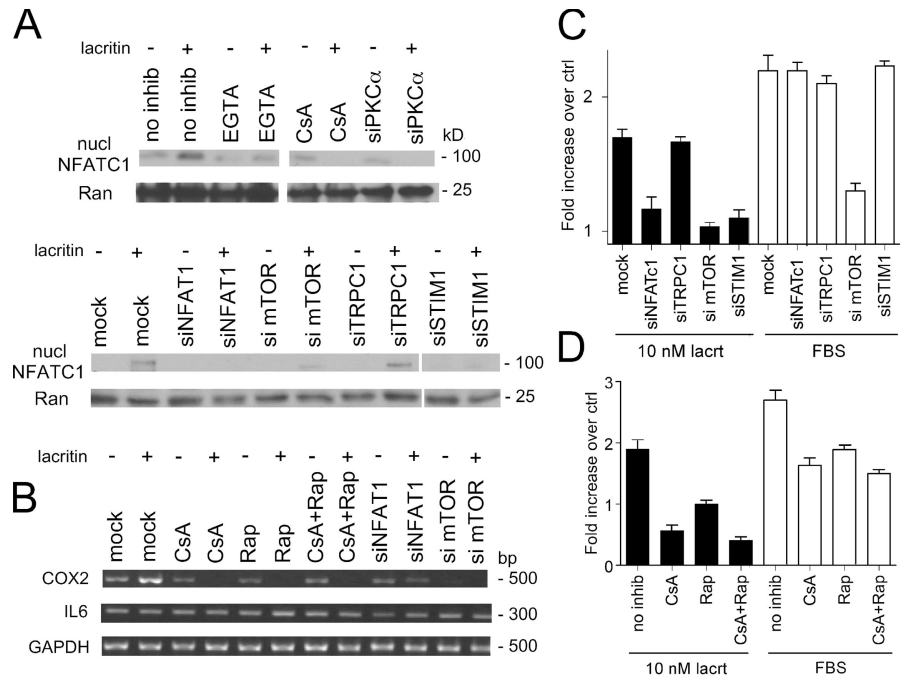 A
lacritin - + - + - + - +
no inhib no inhib EGTA EGTA CsA CsA siPKCα siPKCα
kD
nucl
NFATC1
- 100
Ran
- 25
lacritin - + - + - + - + - +
mock mock siNFAT1 siNFAT1 si mTOR si mTOR siTRPC1 siTRPC1 siSTIM1 siSTIM1
nucl
NFATC1
- 100
Ran
- 25
B
lacritin - + - + - + - + - + - +
mock mock CsA CsA Rap Rap CsA+Rap CsA+Rap siNFAT1 siNFAT1 si mTOR si mTOR
bp
COX2
- 500
IL6
- 300
GAPDH
- 500
C
Fold increase over ctrl
2
1
mock siNFATc1 siTRPC1 si mTOR siSTIM1 mock siNFATc1 siTRPC1 si mTOR siSTIM1
10 nM lacrt FBS
D
Fold increase over ctrl
3
2
1
0
no inhib CsA Rap CsA+Rap no inhib CsA Rap CsA+Rap
10 nM lacrt FBS